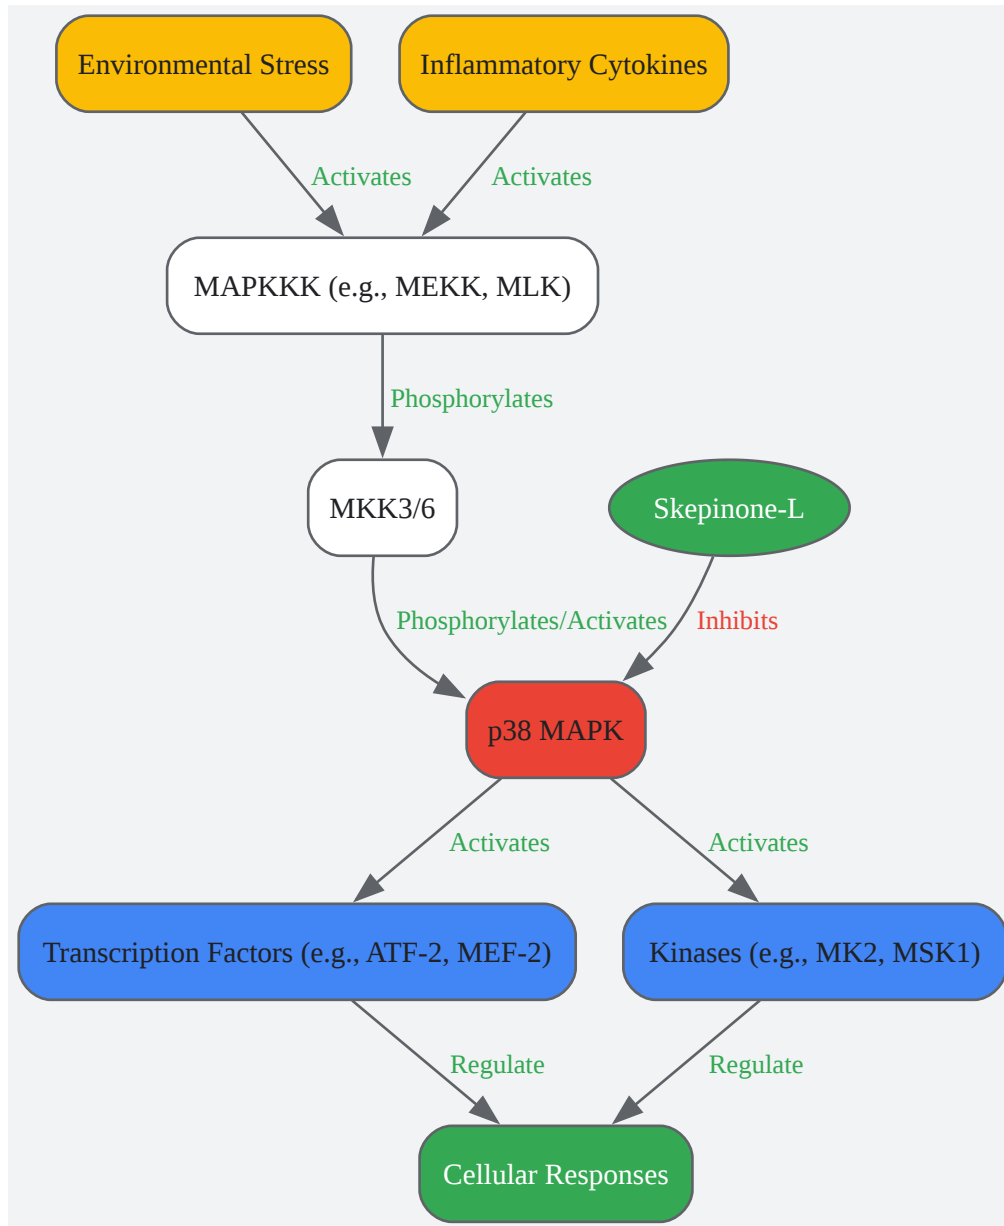 Environmental Stress
Inflammatory Cytokines
Activates
Activates
MAPKKK (e.g., MEKK, MLK)
Phosphorylates
MKK3/6
Skepinone-L
Phosphorylates/Activates
Inhibits
p38 MAPK
Activates
Activates
Transcription Factors (e.g., ATF-2, MEF-2)
Kinases (e.g., MK2, MSK1)
Regulate
Regulate
Cellular Responses